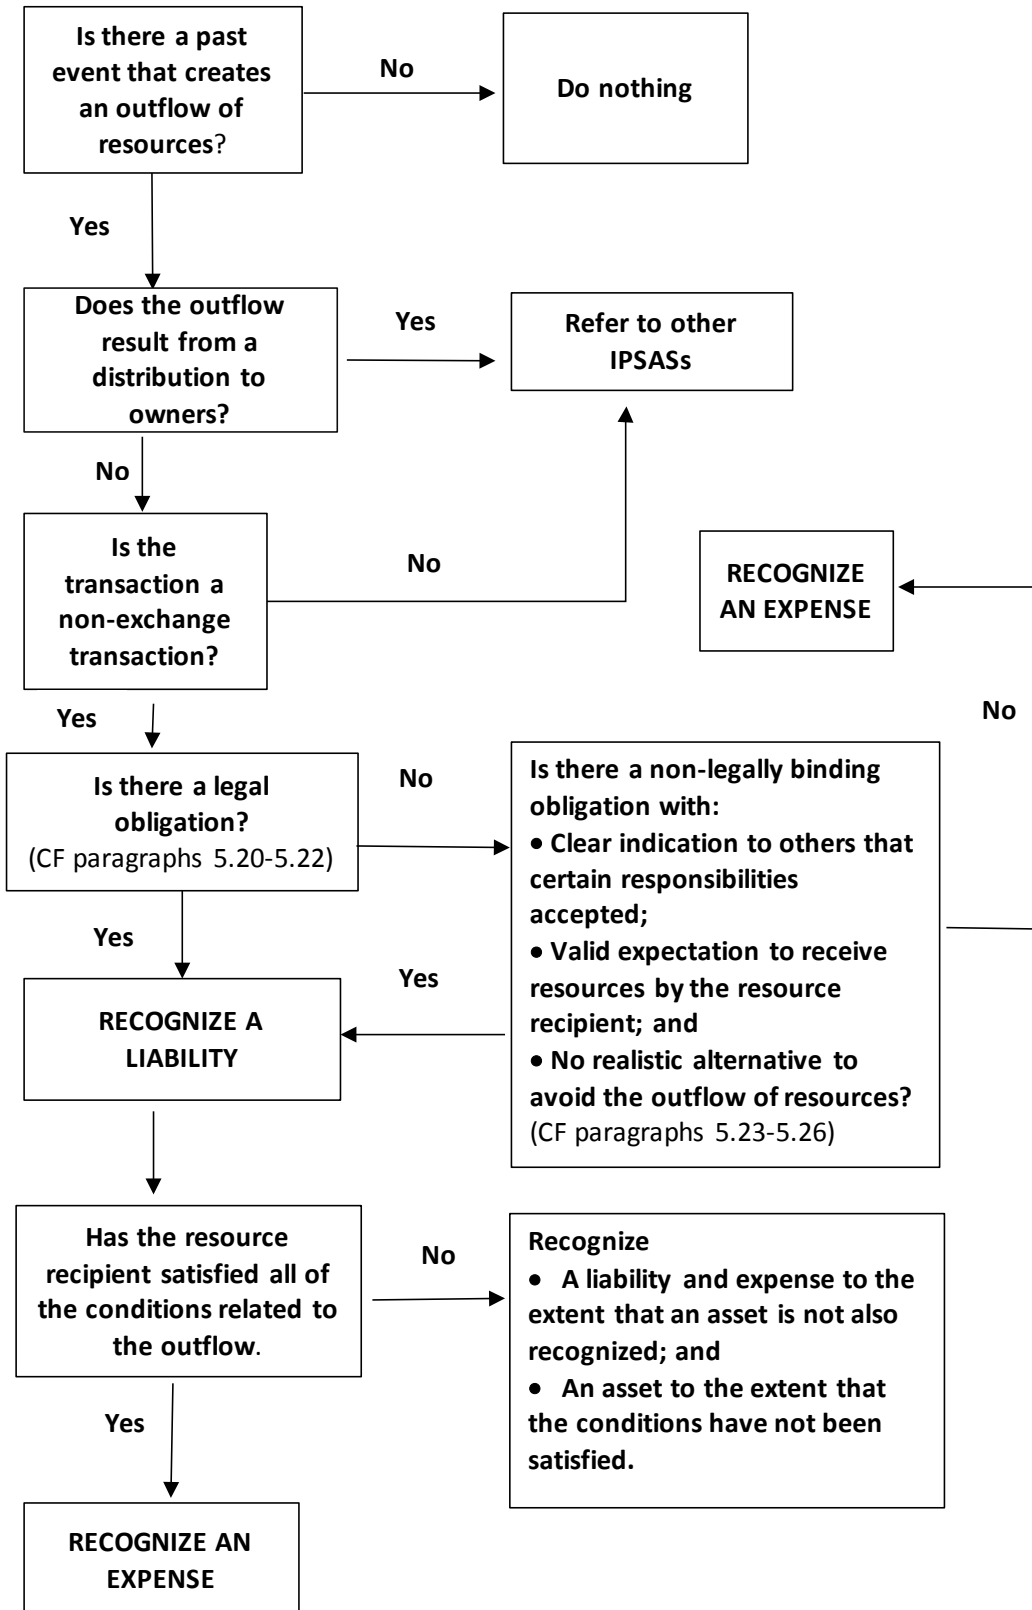 Is there a past
event that creates
an outflow of
resources?
No
Do nothing
Yes
Does the outflow
result from a
distribution to
owners?
Yes
Refer to other
IPSASs
No
Is the
transaction a
non-exchange
transaction?
No
RECOGNIZE
AN EXPENSE
No
Yes
Is there a legal
obligation?
(CF paragraphs 5.20-5.22)
No
Is there a non-legally binding
obligation with:
• Clear indication to others that
certain responsibilities
accepted;
• Valid expectation to receive
resources by the resource
recipient; and
• No realistic alternative to
avoid the outflow of resources?
(CF paragraphs 5.23-5.26)
Yes
Yes
RECOGNIZE A
LIABILITY
Has the resource
recipient satisfied all of
the conditions related to
the outflow.
No
Recognize
• A liability and expense to the
extent that an asset is not also
recognized; and
• An asset to the extent that
the conditions have not been
satisfied.
Yes
RECOGNIZE AN
EXPENSE